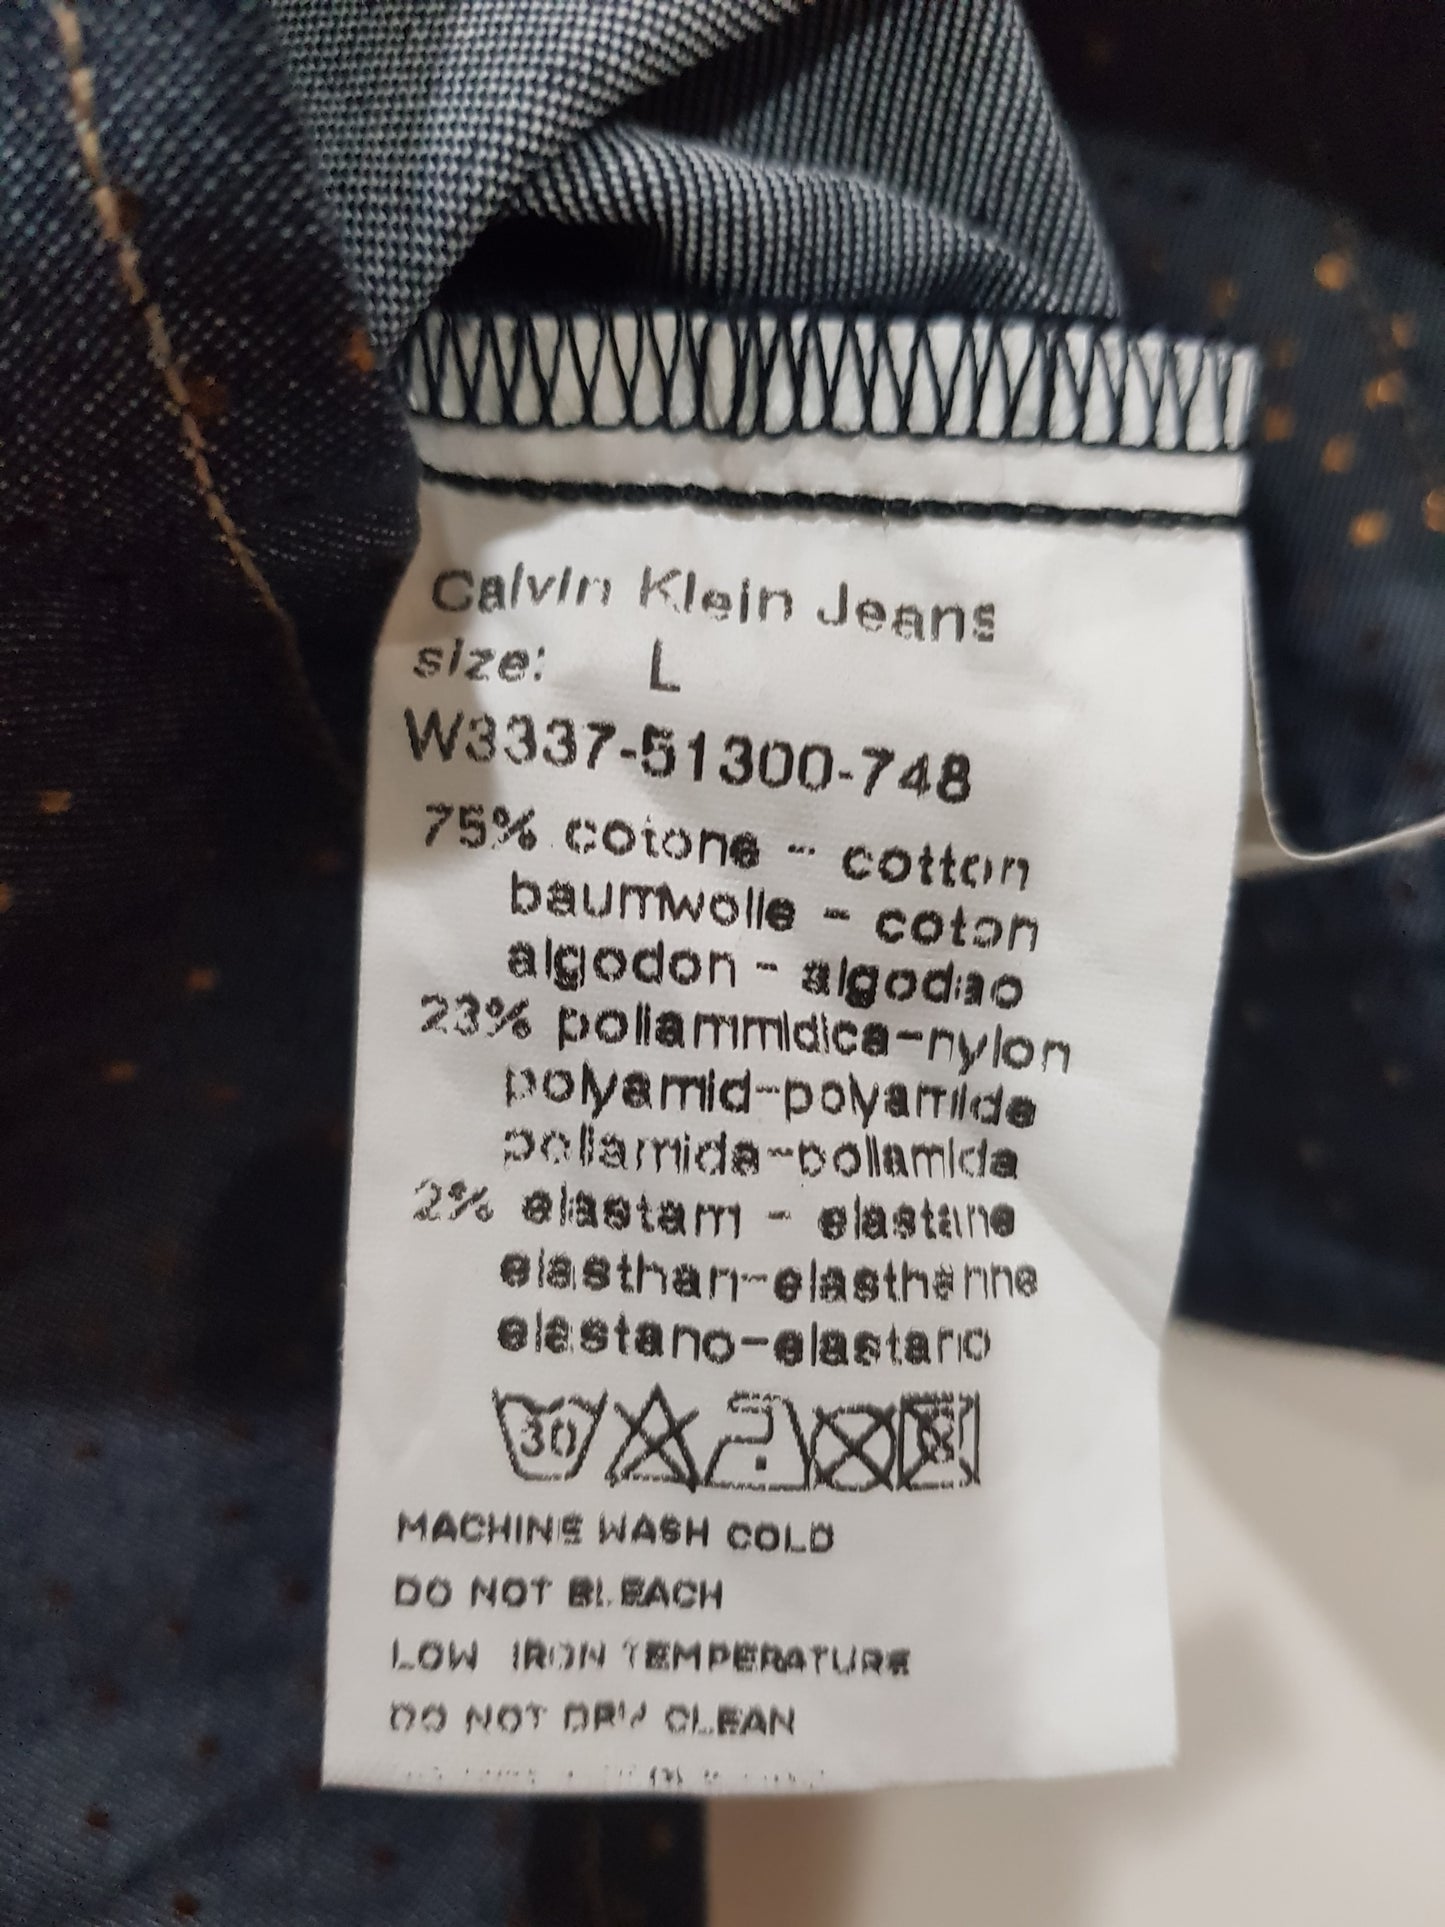 Calvin Klein Jeans
size: L
W3337-51300-748
75% cotone - cotton
baumwolle - coton
algodon - algodao
23% poliammidica-nylon
polyamid-polyamide
poliamida-poliamida
2% elastam - elastane
elasthan-elasthanne
elastano-elastano
30
MACHINE WASH COLD
DO NOT BLEACH
LOW IRON TEMPERATURE
DO NOT DRY CLEAN